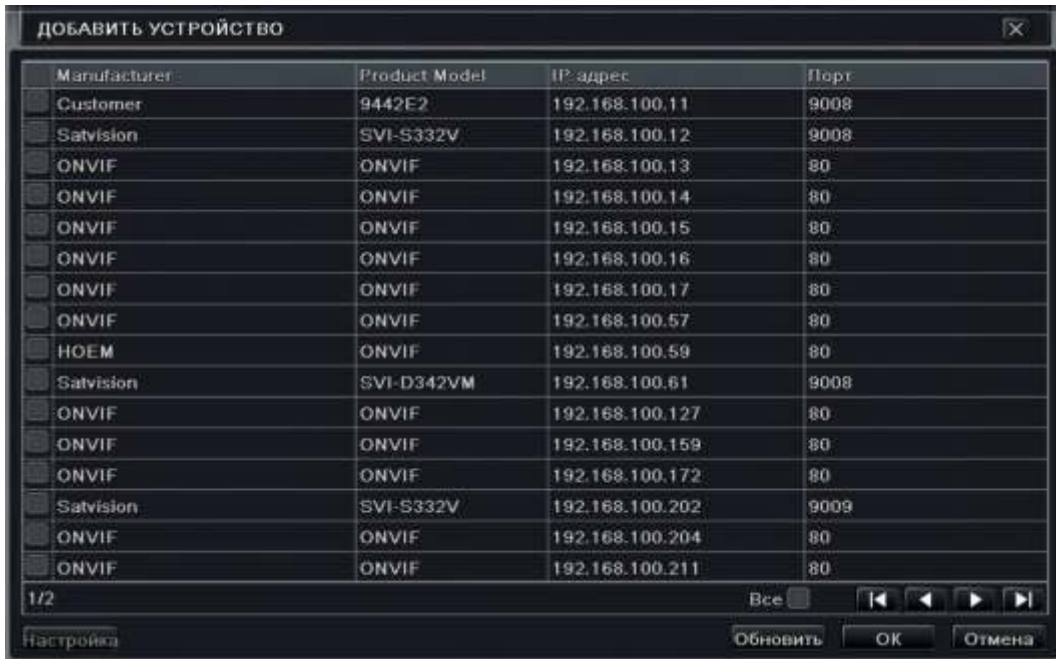 ДОБАВИТЬ УСТРОЙСТВО
Manufacturer Product Model IP адрес Порт
Customer 9442E2 192.168.100.11 9008
Satvision SVI-S332V 192.168.100.12 9008
ONVIF ONVIF 192.168.100.13 80
ONVIF ONVIF 192.168.100.14 80
ONVIF ONVIF 192.168.100.15 80
ONVIF ONVIF 192.168.100.16 80
ONVIF ONVIF 192.168.100.17 80
ONVIF ONVIF 192.168.100.57 80
HOEM ONVIF 192.168.100.59 80
Satvision SVI-D342VM 192.168.100.61 9008
ONVIF ONVIF 192.168.100.127 80
ONVIF ONVIF 192.168.100.159 80
ONVIF ONVIF 192.168.100.172 80
Satvision SVI-S332V 192.168.100.202 9009
ONVIF ONVIF 192.168.100.204 80
ONVIF ONVIF 192.168.100.211 80
1/2 Все
Настройка Обновить OK Отмена